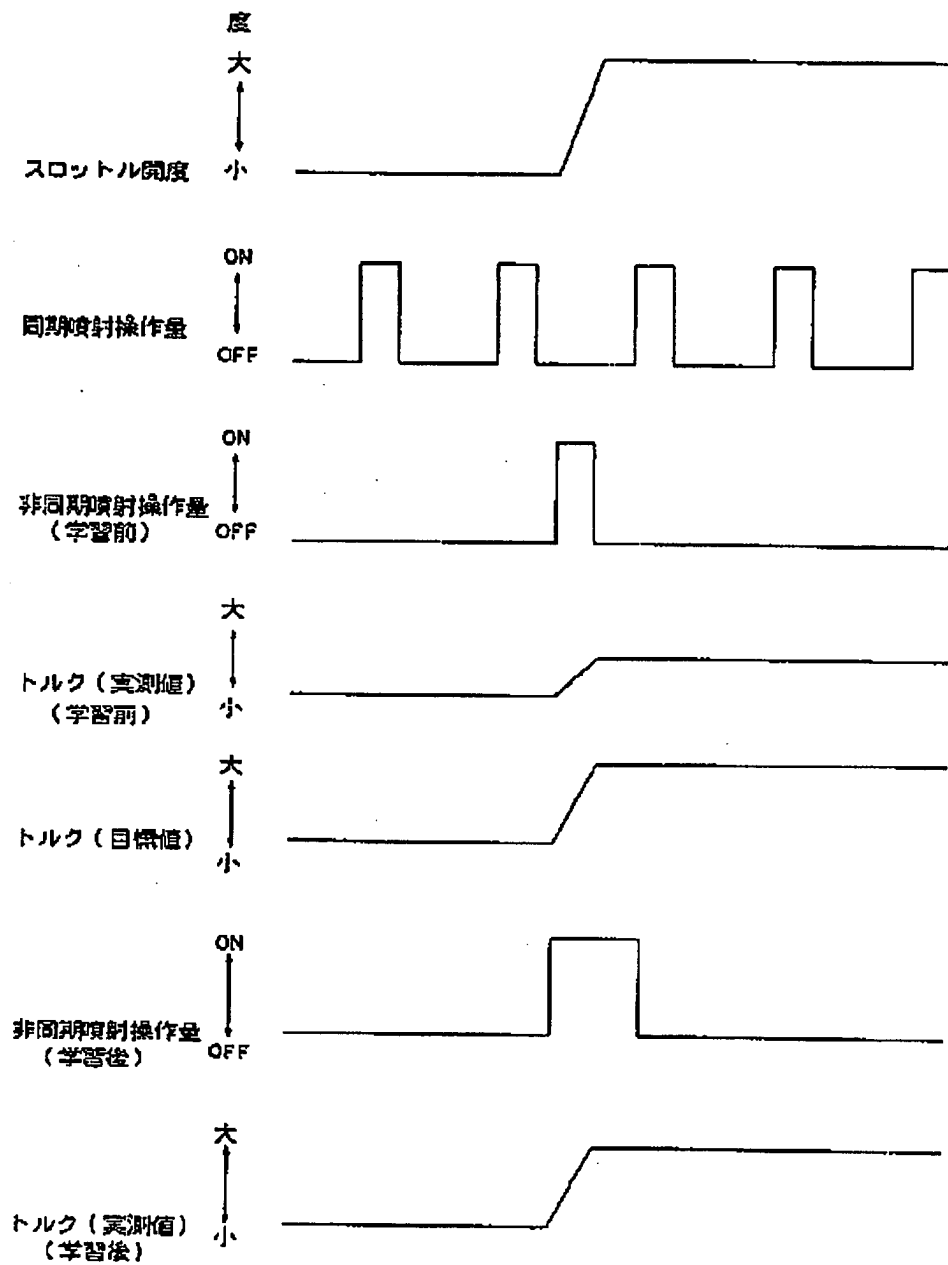 度
大
スロットル開度 小
ON
同期噴射操作量
OFF
ON
非同期噴射操作量
(学習前) OFF
大
トルク(実測値)
(学習前) 小
大
トルク(目標値)
小
ON
非同期噴射操作量
(学習後) OFF
大
トルク(実測値) 小
(学習後)